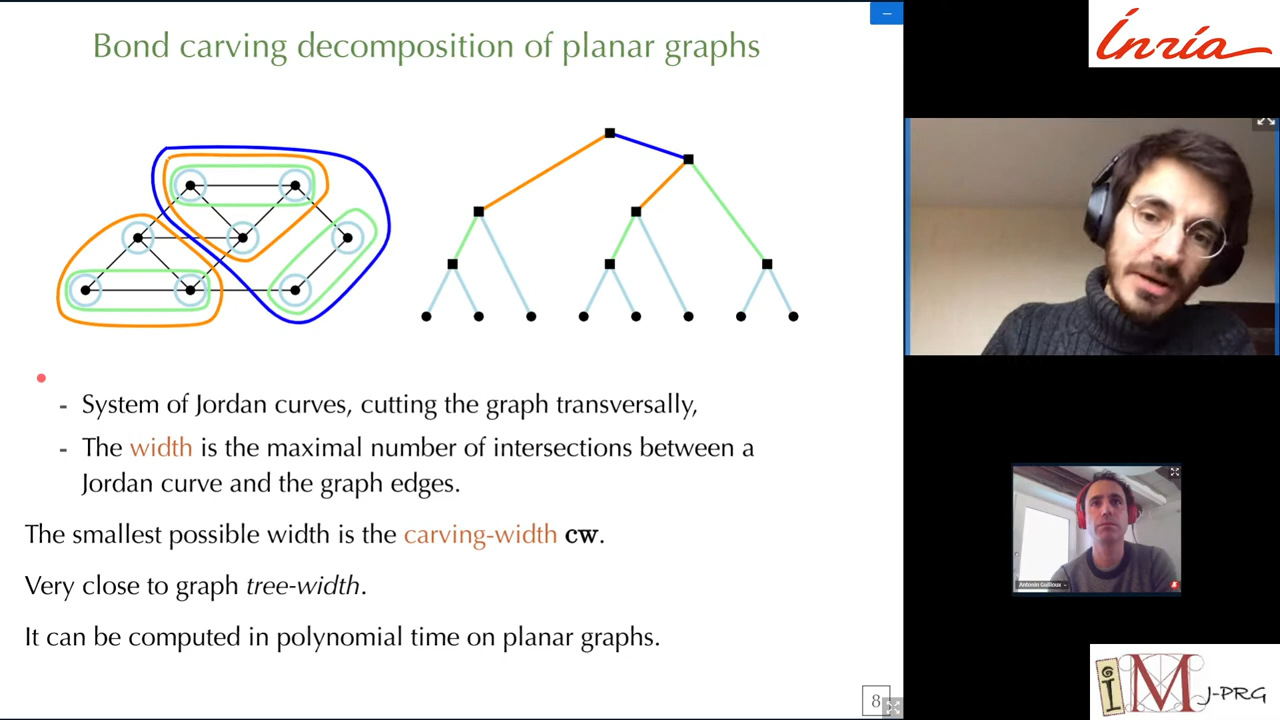 Bond carving decomposition of planar graphs
- System of Jordan curves, cutting the graph transversally,
- The width is the maximal number of intersections between a
Jordan curve and the graph edges.
The smallest possible width is the carving-width cw.
Very close to graph tree-width.
It can be computed in polynomial time on planar graphs.
8
Inria
Antonin Guilloux
iMJ-PRG